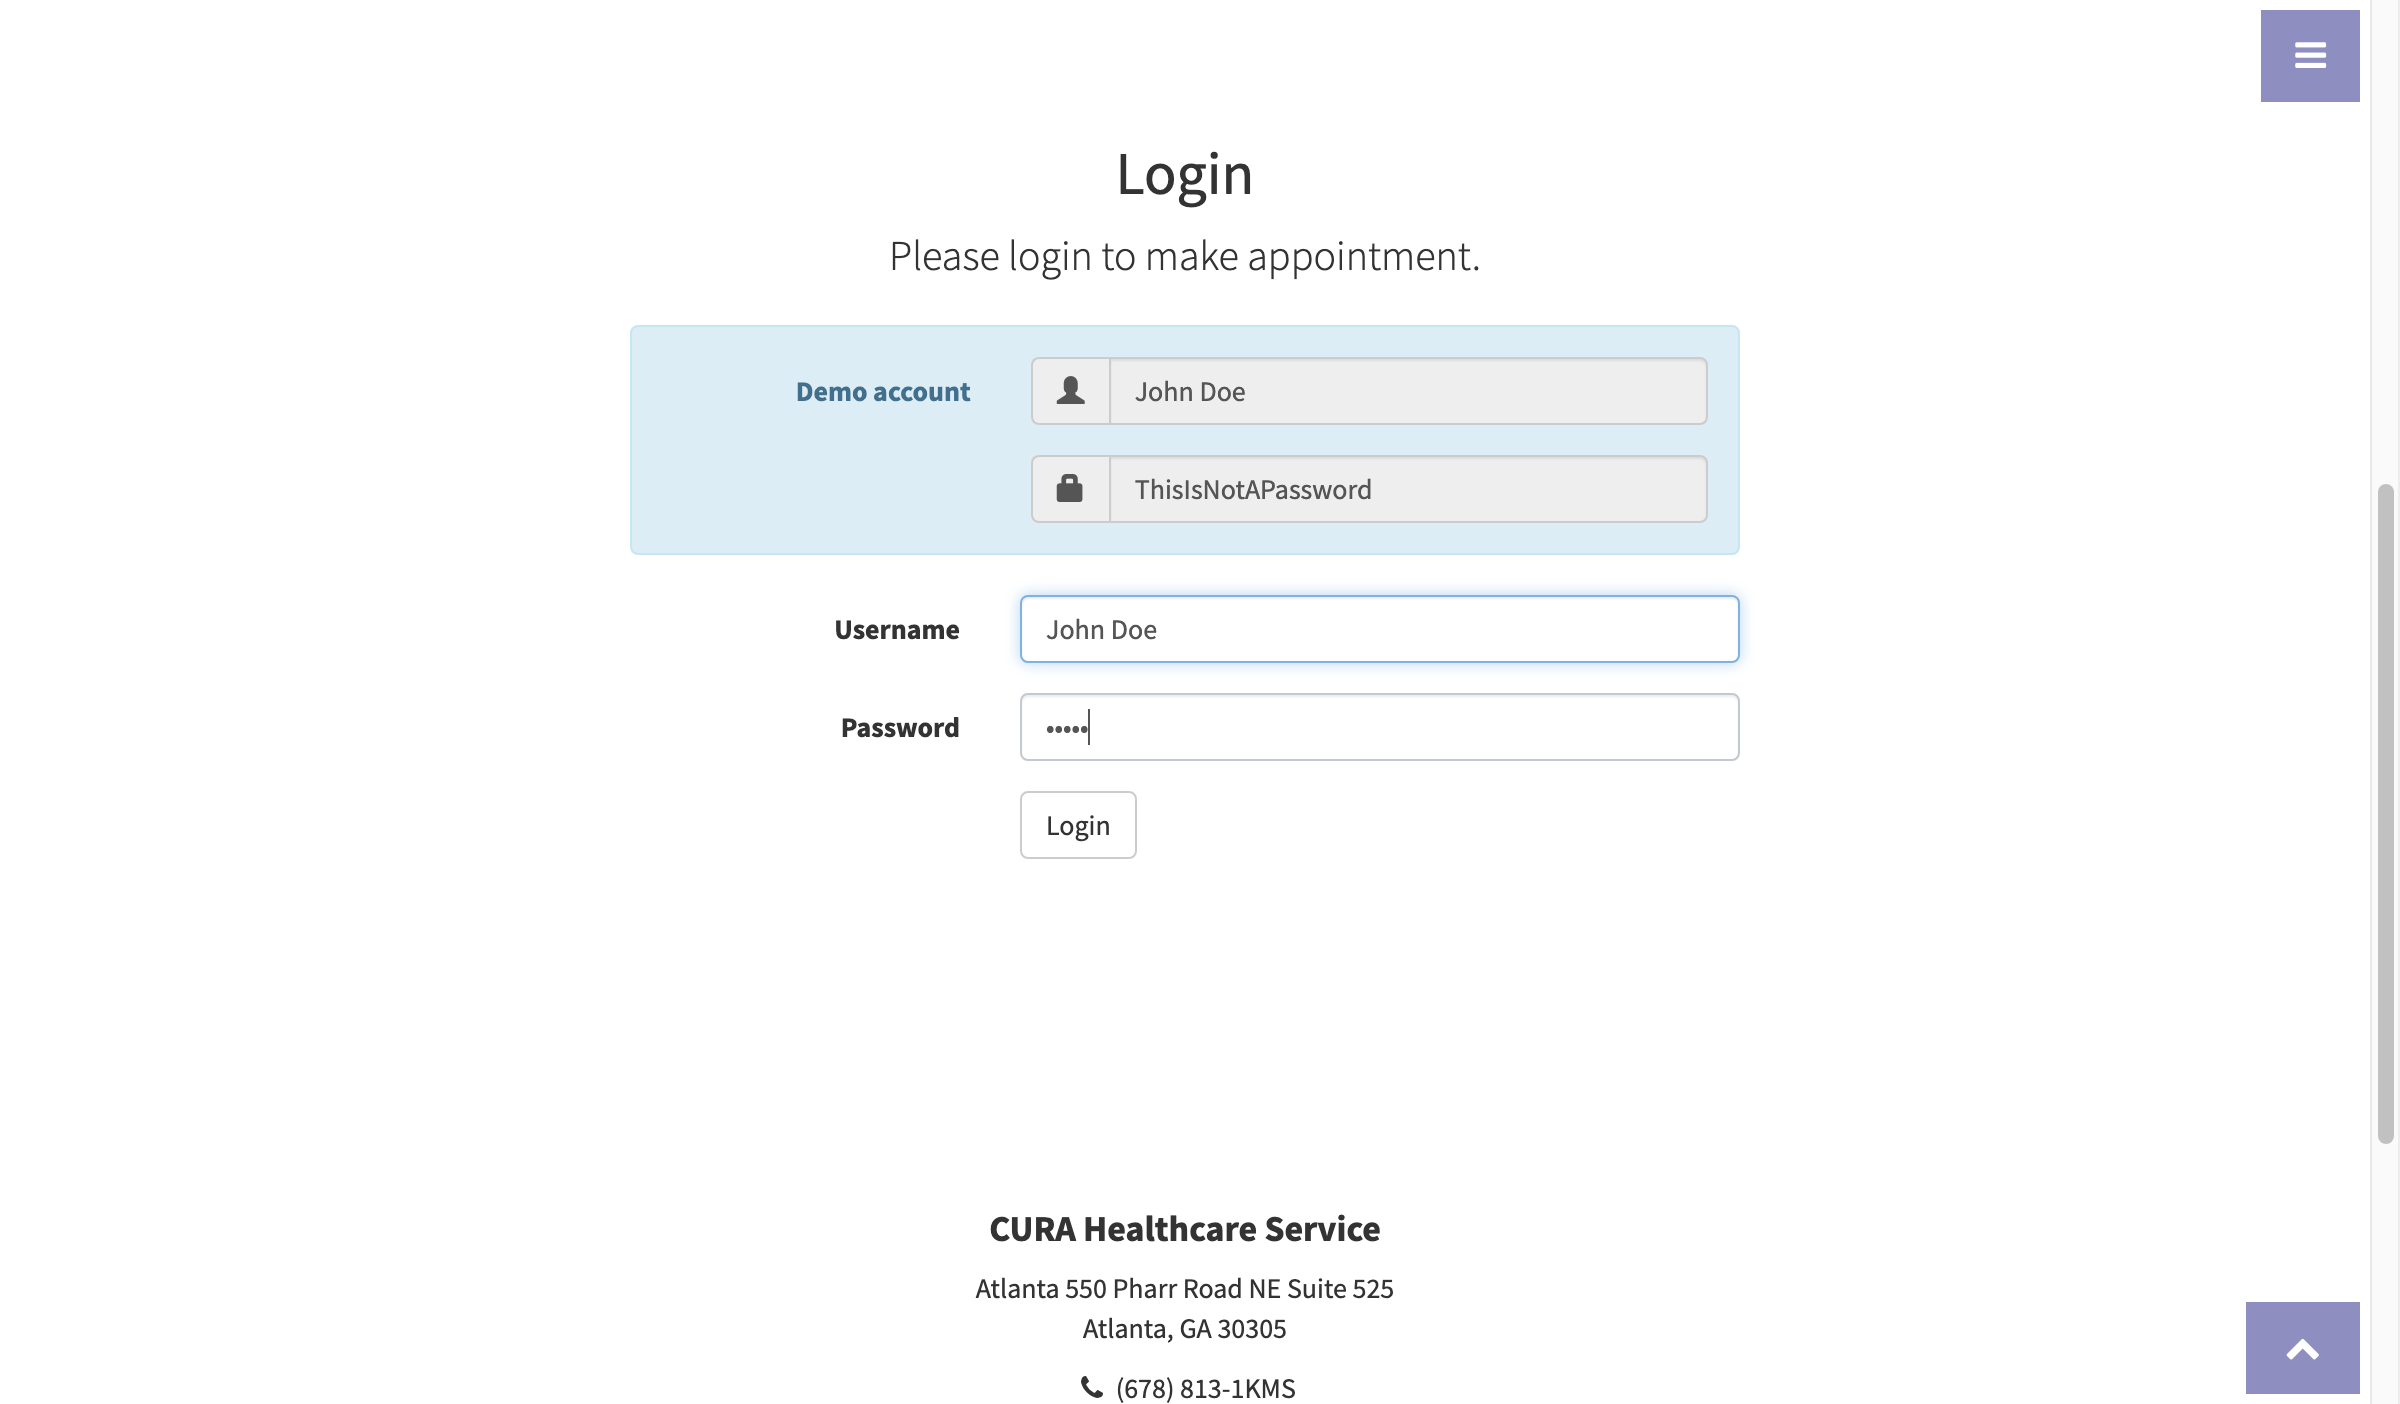 Login
Please login to make appointment.
Demo account
John Doe
ThisIsNotAPassword
Username
John Doe
Password
•••••
Login
CURA Healthcare Service
Atlanta 550 Pharr Road NE Suite 525
Atlanta, GA 30305
(678) 813-1KMS